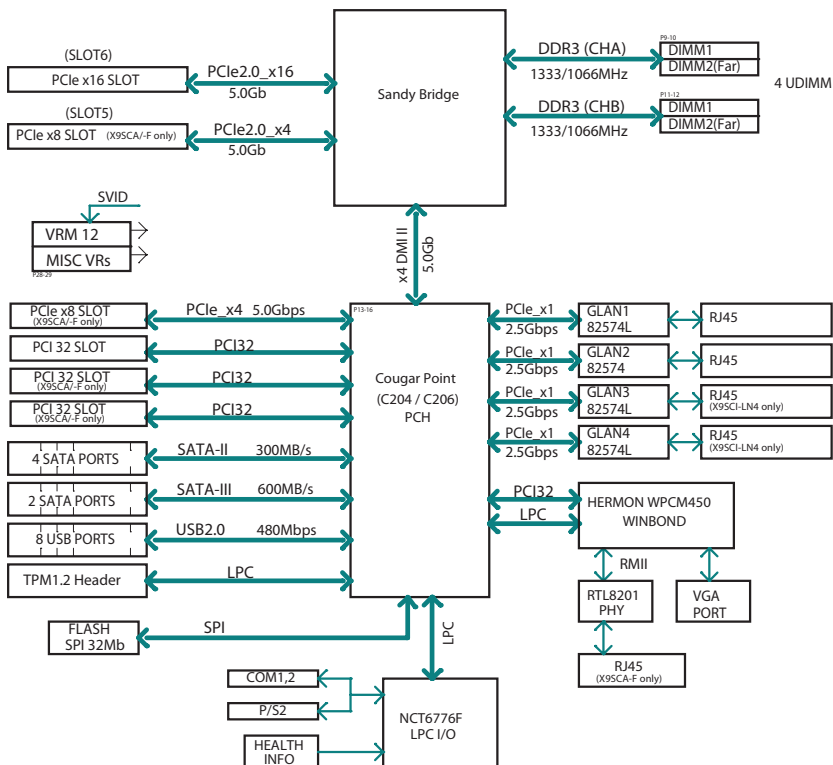 (SLOT6)
PCIe x16 SLOT
PCIe2.0_x16
5.0Gb
(SLOT5)
PCIe x8 SLOT (X9SCA/-F only)
PCIe2.0_x4
5.0Gb
Sandy Bridge
DDR3 (CHA)
1333/1066MHz
P9-10
DIMM1
DIMM2(Far)
4 UDIMM
DDR3 (CHB)
1333/1066MHz
P11-12
DIMM1
DIMM2(Far)
SVID
VRM 12
MISC VRs
P28-29
x4 DMI II
5.0Gb
PCIe x8 SLOT
(X9SCA/-F only)
PCIe_x4 5.0Gbps
PCI 32 SLOT
PCI32
PCI 32 SLOT
(X9SCA/-F only)
PCI32
PCI 32 SLOT
(X9SCA/-F only)
PCI32
4 SATA PORTS
SATA-II 300MB/s
2 SATA PORTS
SATA-III 600MB/s
8 USB PORTS
USB2.0 480Mbps
TPM1.2 Header
LPC
FLASH
SPI 32Mb
SPI
P13-16
Cougar Point
(C204 / C206)
PCH
PCIe_x1
2.5Gbps
GLAN1
82574L
RJ45
PCIe_x1
2.5Gbps
GLAN2
82574
RJ45
PCIe_x1
2.5Gbps
GLAN3
82574L
RJ45
(X9SCI-LN4 only)
PCIe_x1
2.5Gbps
GLAN4
82574L
RJ45
(X9SCI-LN4 only)
PCI32
LPC
HERMON WPCM450
WINBOND
RMII
RTL8201
PHY
VGA
PORT
RJ45
(X9SCA-F only)
LPC
COM1,2
P/S2
HEALTH
INFO
NCT6776F
LPC I/O